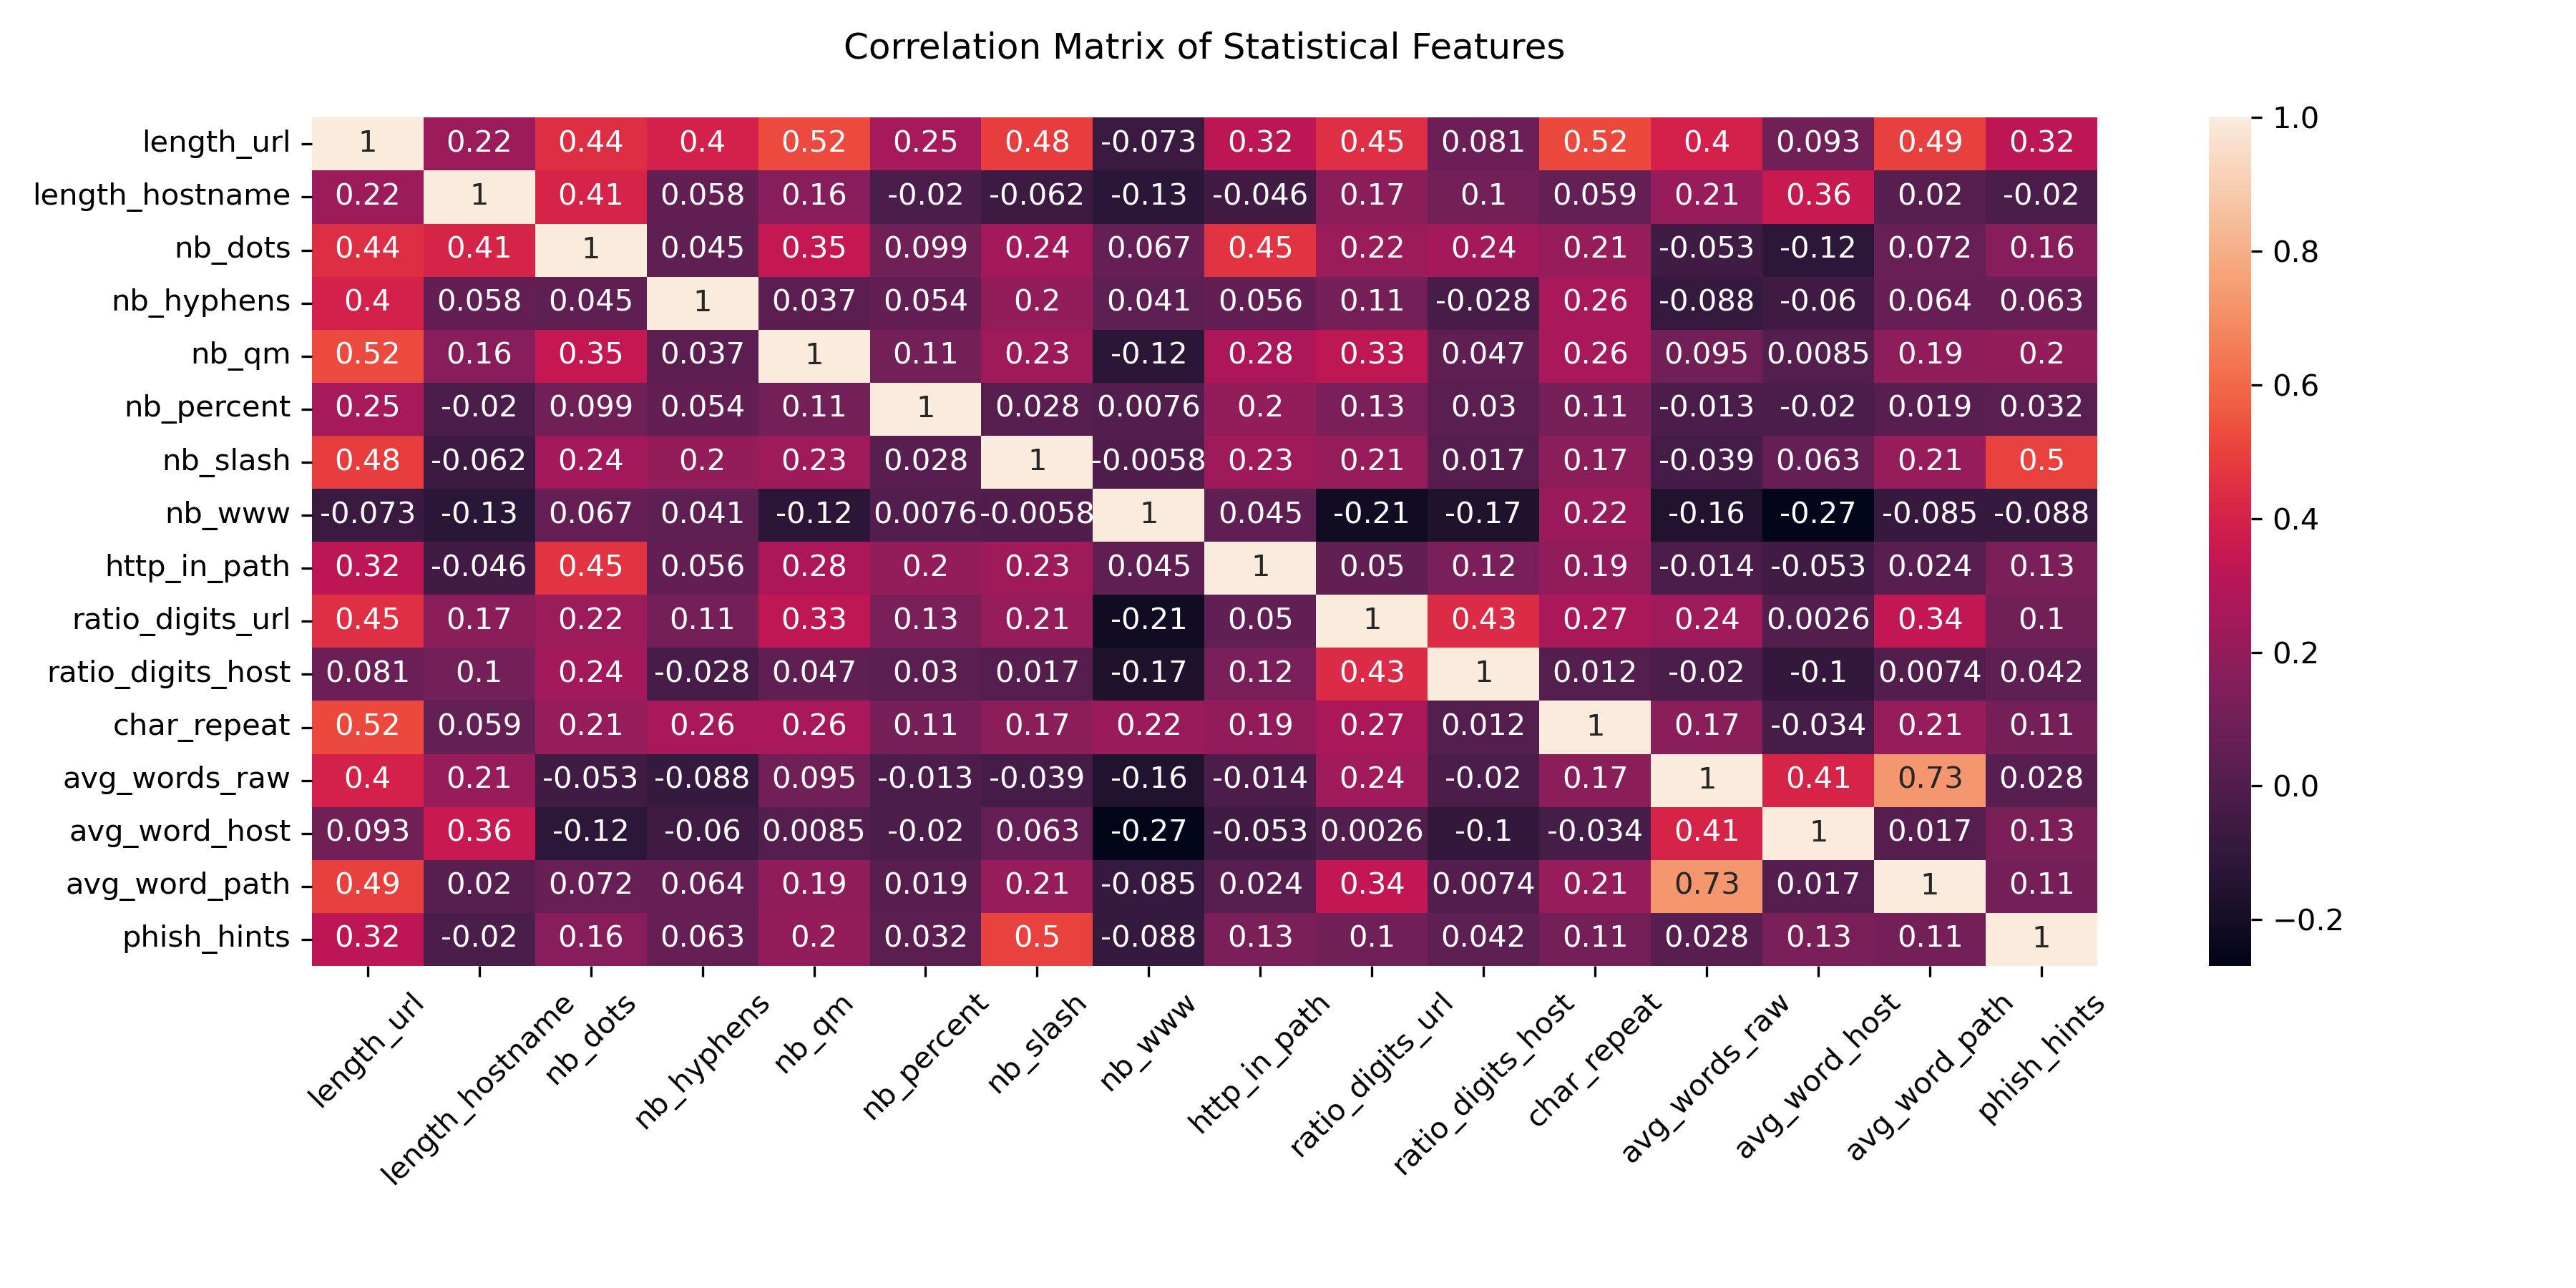 Correlation Matrix of Statistical Features
length_url 1 0.22 0.44 0.4 0.52 0.25 0.48 -0.073 0.32 0.45 0.081 0.52 0.4 0.093 0.49 0.32
length_hostname 0.22 1 0.41 0.058 0.16 -0.02 -0.062 -0.13 -0.046 0.17 0.1 0.059 0.21 0.36 0.02 -0.02
nb_dots 0.44 0.41 1 0.045 0.35 0.099 0.24 0.067 0.45 0.22 0.24 0.21 -0.053 -0.12 0.072 0.16
nb_hyphens 0.4 0.058 0.045 1 0.037 0.054 0.2 0.041 0.056 0.11 -0.028 0.26 -0.088 -0.06 0.064 0.063
nb_qm 0.52 0.16 0.35 0.037 1 0.11 0.23 -0.12 0.28 0.33 0.047 0.26 0.095 0.0085 0.19 0.2
nb_percent 0.25 -0.02 0.099 0.054 0.11 1 0.028 0.0076 0.2 0.13 0.03 0.11 -0.013 -0.02 0.019 0.032
nb_slash 0.48 -0.062 0.24 0.2 0.23 0.028 1 -0.0058 0.23 0.21 0.017 0.17 -0.039 0.063 0.21 0.5
nb_www -0.073 -0.13 0.067 0.041 -0.12 0.0076 -0.0058 1 0.045 -0.21 -0.17 0.22 -0.16 -0.27 -0.085 -0.088
http_in_path 0.32 -0.046 0.45 0.056 0.28 0.2 0.23 0.045 1 0.05 0.12 0.19 -0.014 -0.053 0.024 0.13
ratio_digits_url 0.45 0.17 0.22 0.11 0.33 0.13 0.21 -0.21 0.05 1 0.43 0.27 0.24 0.0026 0.34 0.1
ratio_digits_host 0.081 0.1 0.24 -0.028 0.047 0.03 0.017 -0.17 0.12 0.43 1 0.012 -0.02 -0.1 0.0074 0.042
char_repeat 0.52 0.059 0.21 0.26 0.26 0.11 0.17 0.22 0.19 0.27 0.012 1 0.17 -0.034 0.21 0.11
avg_words_raw 0.4 0.21 -0.053 -0.088 0.095 -0.013 -0.039 -0.16 -0.014 0.24 -0.02 0.17 1 0.41 0.73 0.028
avg_word_host 0.093 0.36 -0.12 -0.06 0.0085 -0.02 0.063 -0.27 -0.053 0.0026 -0.1 -0.034 0.41 1 0.017 0.13
avg_word_path 0.49 0.02 0.072 0.064 0.19 0.019 0.21 -0.085 0.024 0.34 0.0074 0.21 0.73 0.017 1 0.11
phish_hints 0.32 -0.02 0.16 0.063 0.2 0.032 0.5 -0.088 0.13 0.1 0.042 0.11 0.028 0.13 0.11 1
length_url
length_hostname
nb_dots
nb_hyphens
nb_qm
nb_percent
nb_slash
nb_www
http_in_path
ratio_digits_url
ratio_digits_host
char_repeat
avg_words_raw
avg_word_host
avg_word_path
phish_hints
1.0
0.8
0.6
0.4
0.2
0.0
−0.2